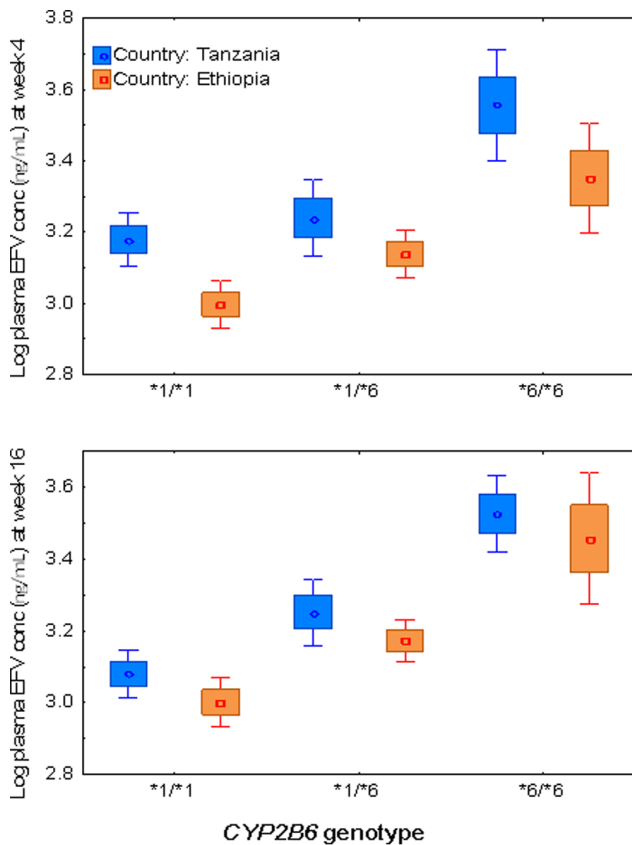 Log plasma EFV conc (ng/mL) at week 4
3.8
3.6
3.4
3.2
3.0
2.8
Country: Tanzania
Country: Ethiopia
*1/*1 *1/*6 *6/*6
Log plasma EFV conc (ng/mL) at week 16
3.6
3.4
3.2
3.0
2.8
*1/*1 *1/*6 *6/*6
CYP2B6 genotype